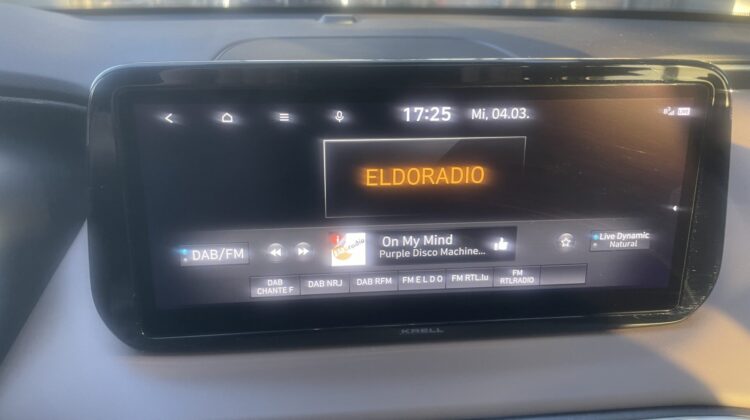 17:25 Mi, 04.03.
ELDORADIO
DAB/FM
On My Mind
Purple Disco Machine...
Live Dynamic
Natural
DAB
CHANTE F
DAB NRJ
DAB RFM
FM E L D O
FM RTL.lu
FM
RTLRADIO
KRELL